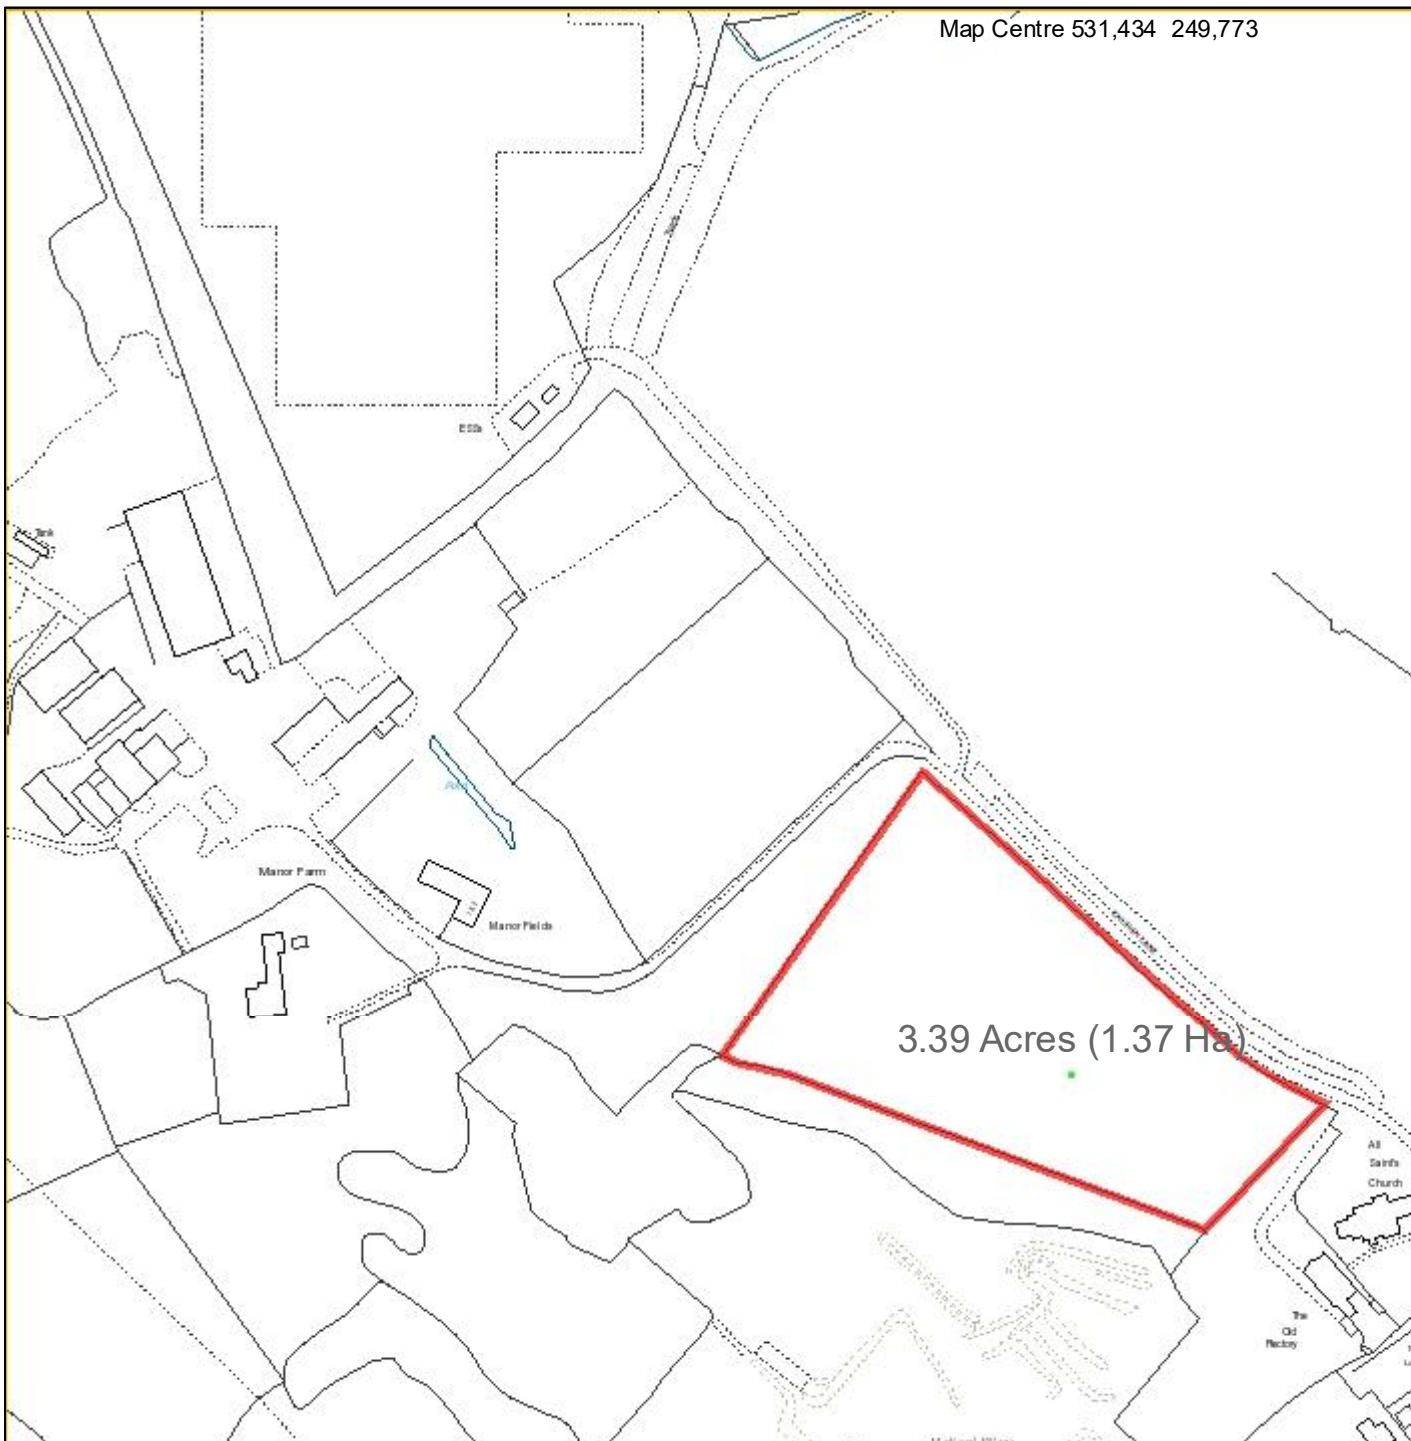 Map Centre 531,434 249,773
ESSs
Tank
Manor Farm
Manor Fields
3.39 Acres (1.37 Ha)
All
Saints
Church
The
Old
Rectory